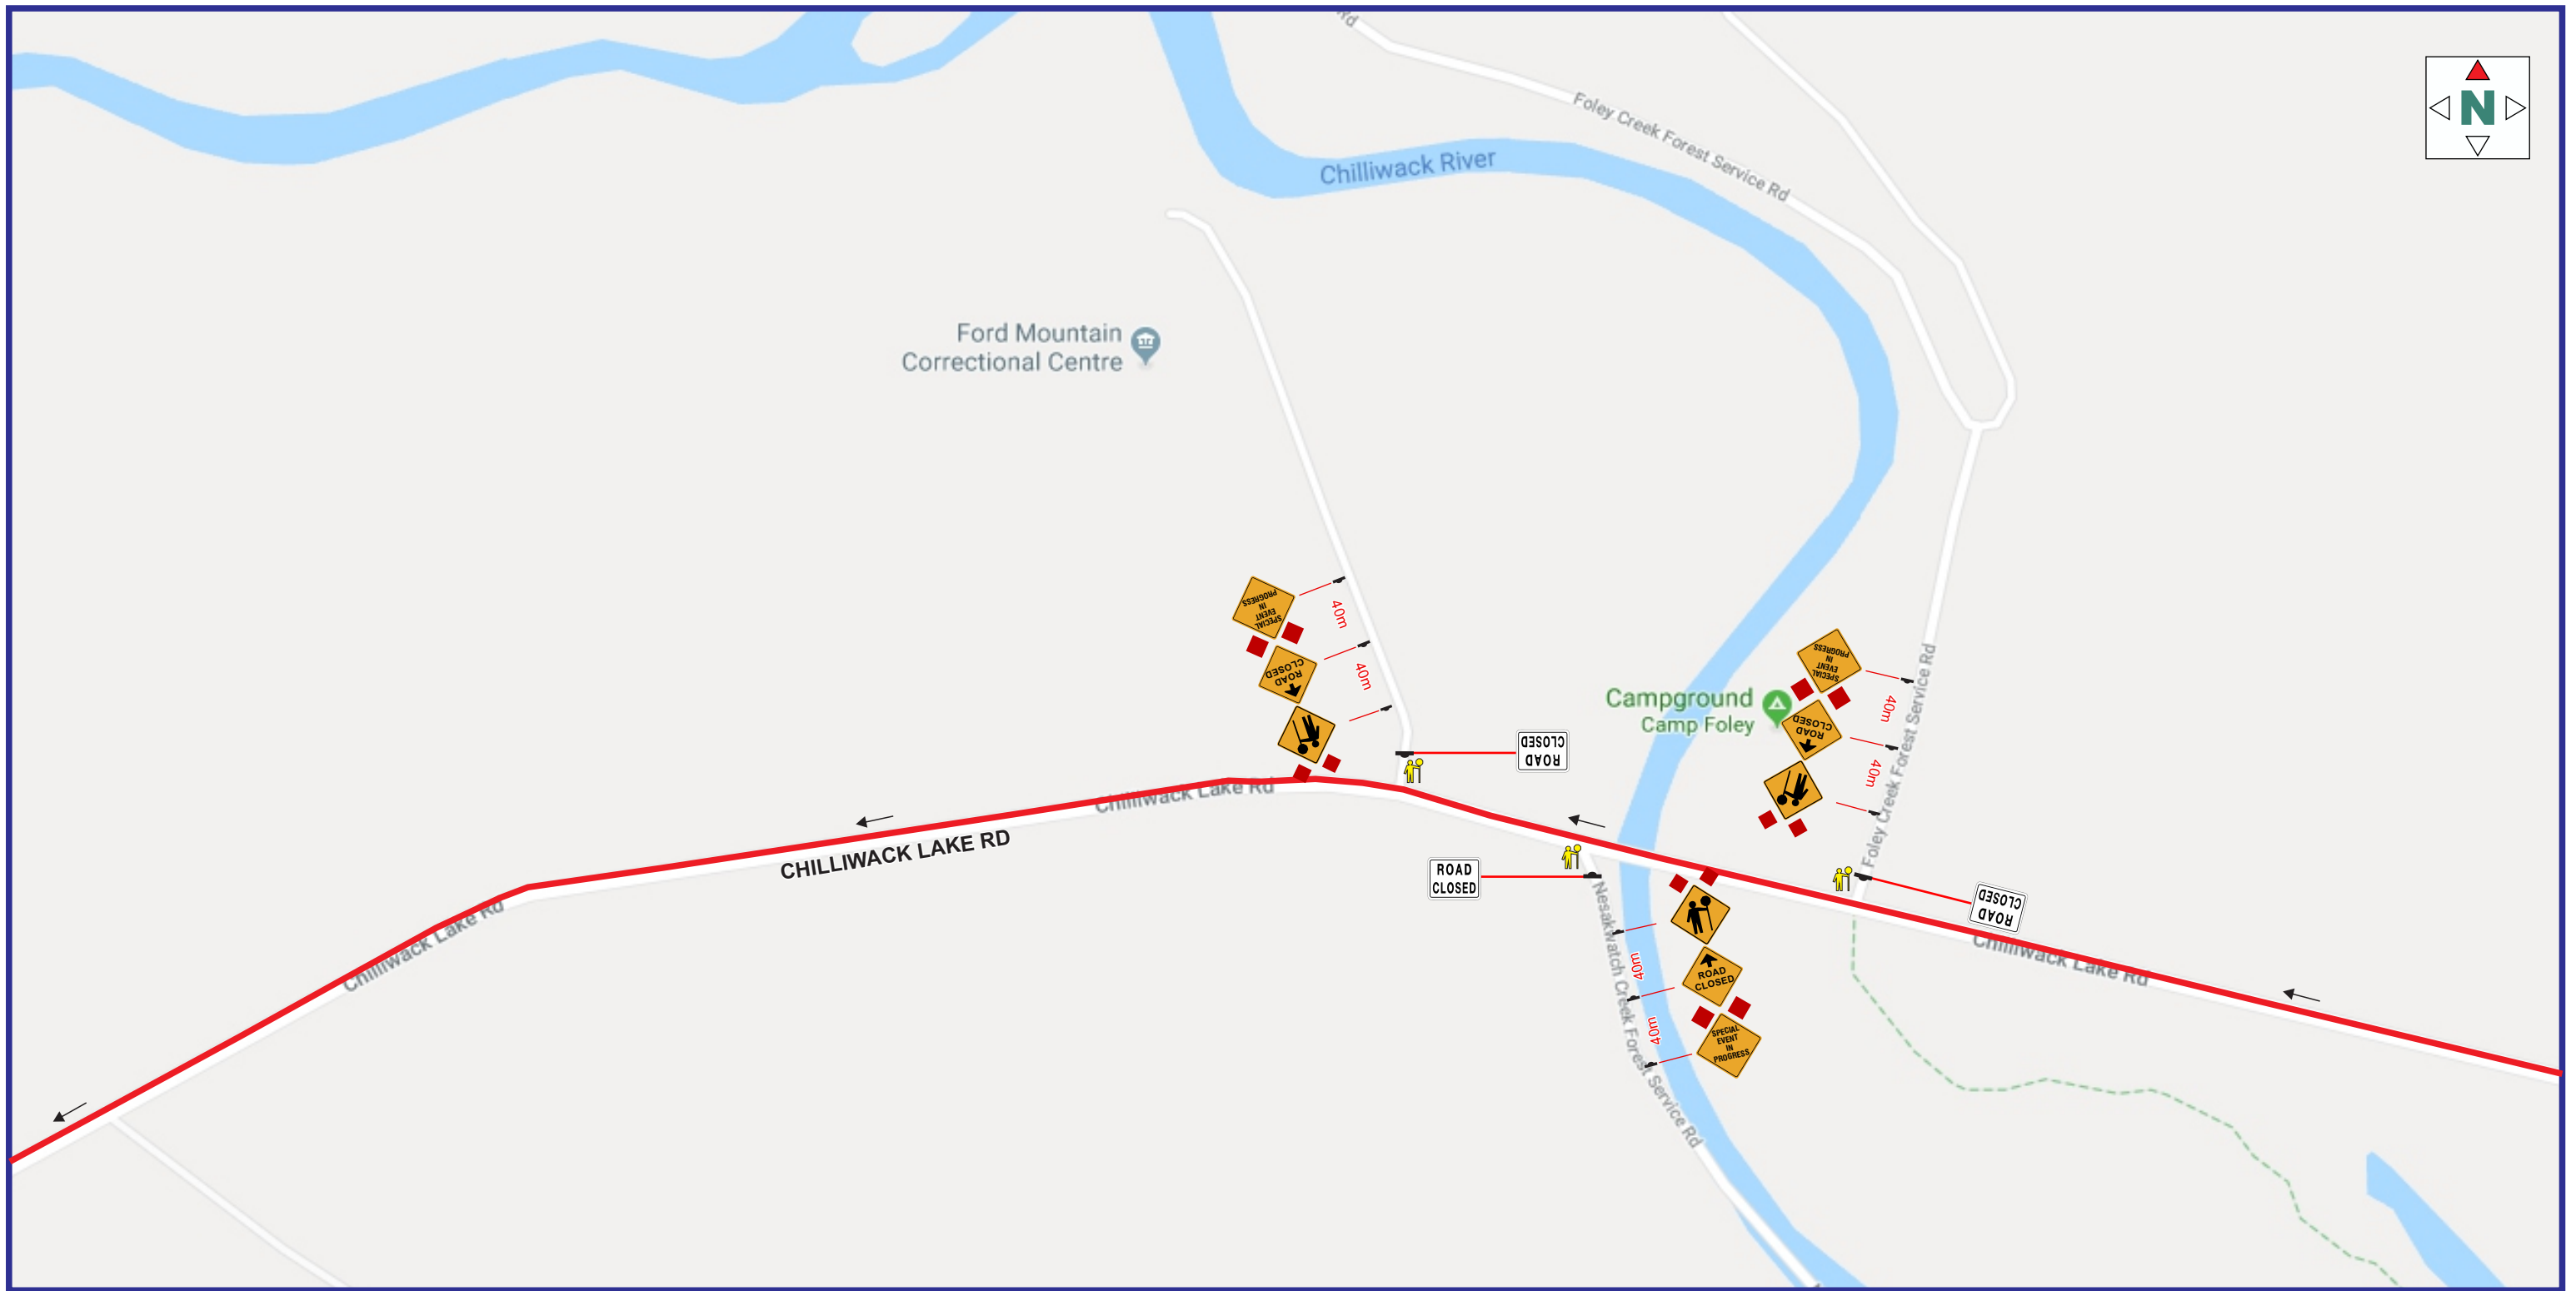 Rd
Foley Creek Forest Service Rd
N
Chilliwack River
Ford Mountain
Correctional Centre
SPECIAL
EVENT
IN
PROGRESS
40m
ROAD
CLOSED
40m
ROAD
CLOSED
Campground
Camp Foley
SPECIAL
EVENT
IN
PROGRESS
40m
ROAD
CLOSED
40m
Foley Creek Forest Service Rd
Chilliwack Lake Rd
CHILLIWACK LAKE RD
ROAD
CLOSED
ROAD
CLOSED
Chilliwack Lake Rd
Chilliwack Lake Rd
Nesakwatch Creek Forest Service Rd
40m
ROAD
CLOSED
40m
SPECIAL
EVENT
IN
PROGRESS